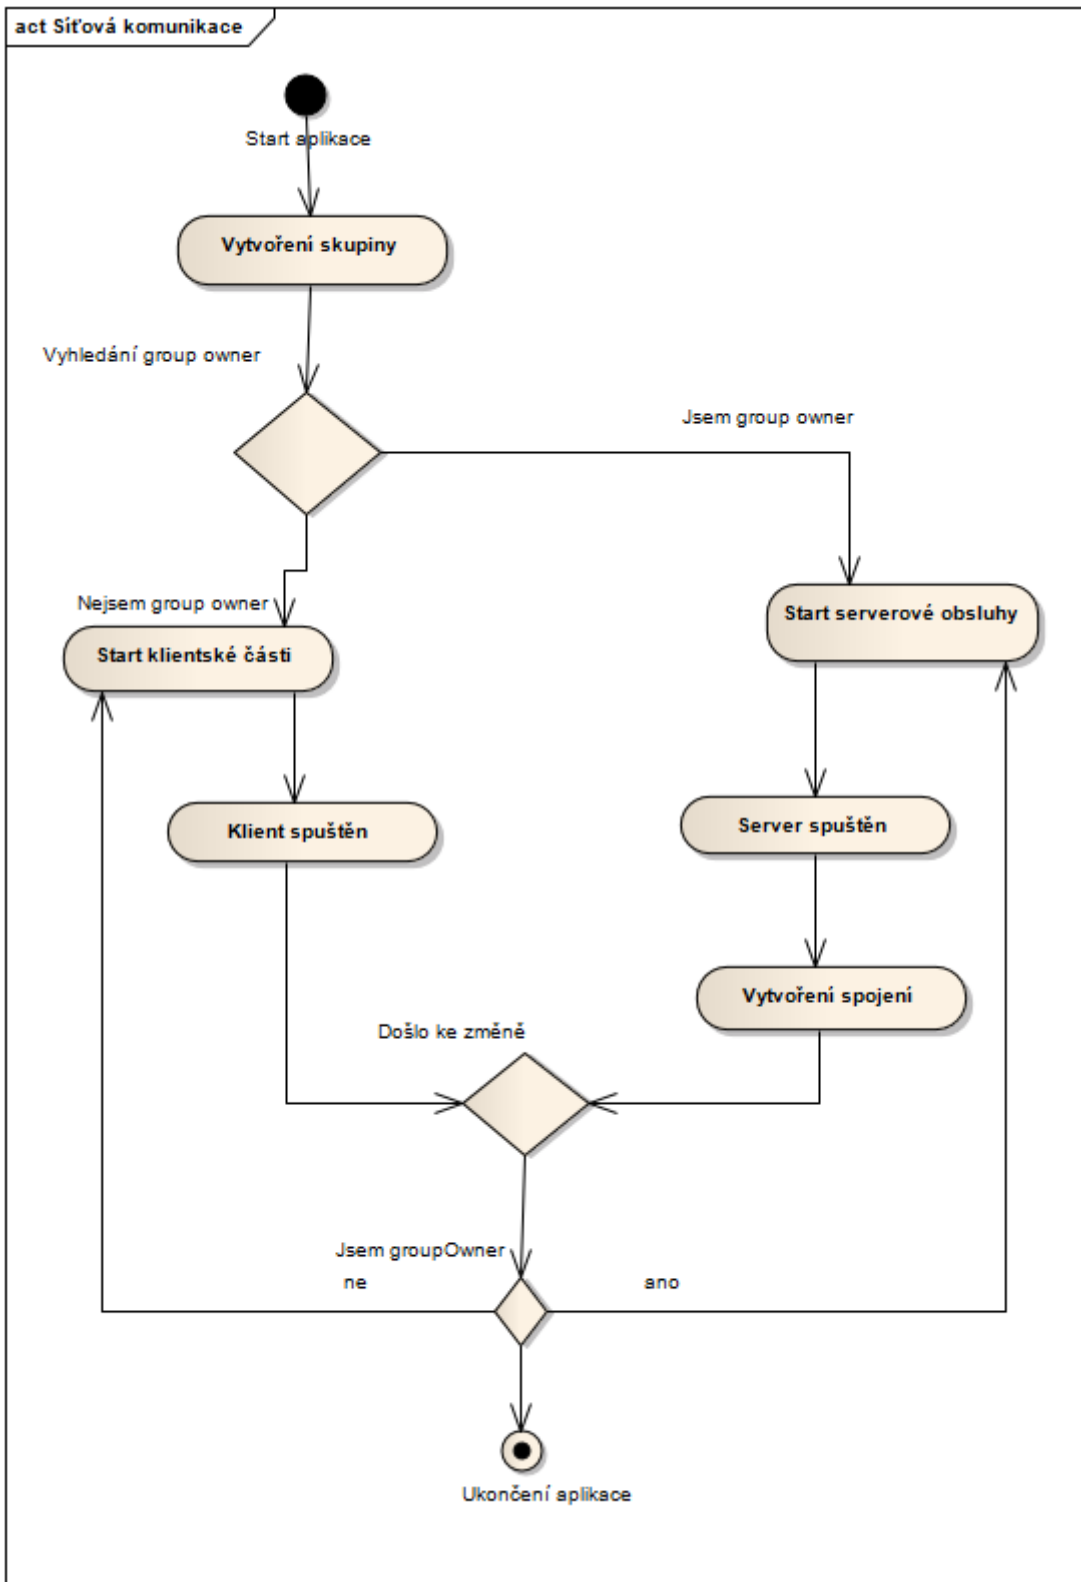 act Síťová komunikace
Start aplikace
Vytvoření skupiny
Vyhledání group owner
Jsem group owner
Nejsem group owner
Start serverové obsluhy
Start klientské části
Klient spuštěn
Server spuštěn
Vytvoření spojení
Došlo ke změně
Jsem groupOwner
ne
ano
Ukončení aplikace